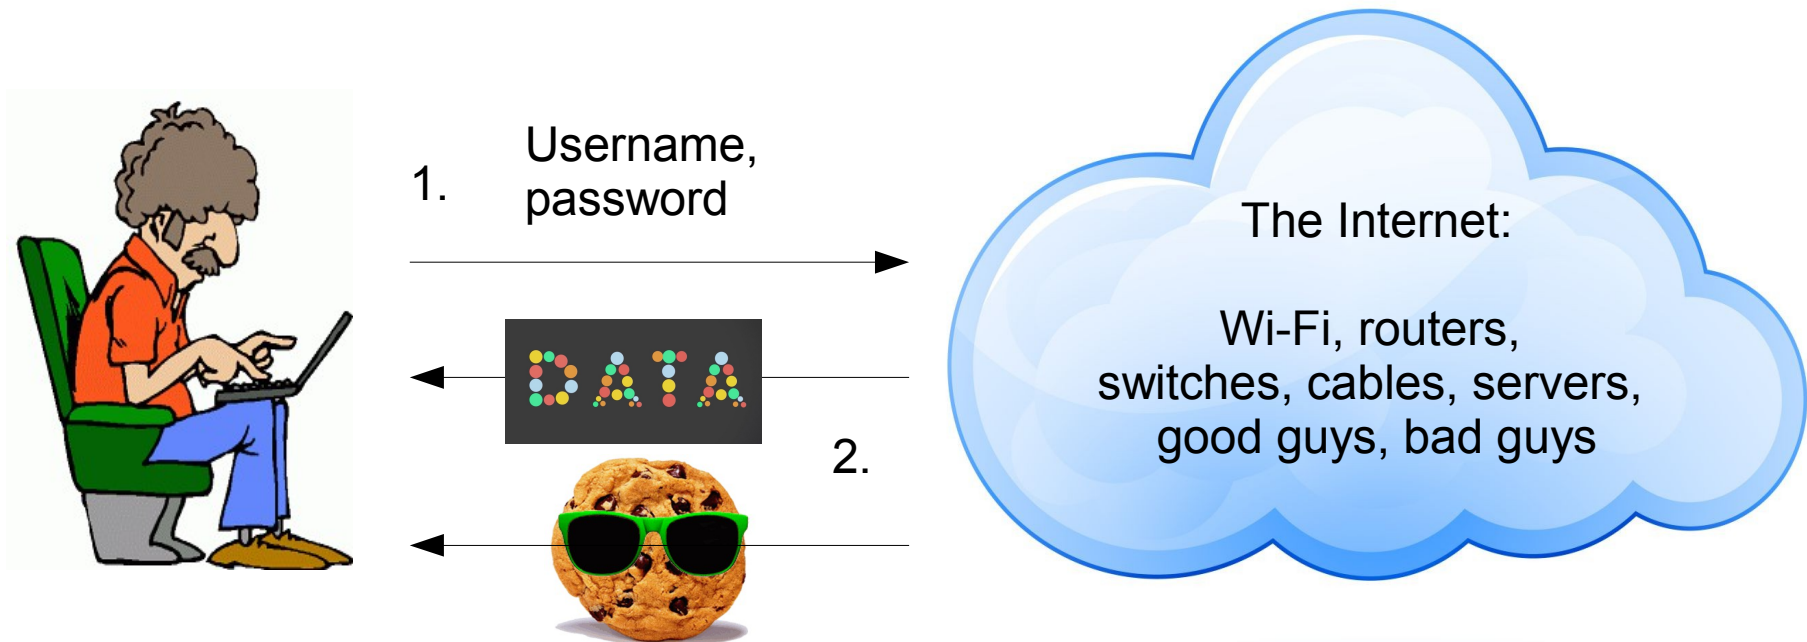 1.
Username,
password
DATA
2.
The Internet:
Wi-Fi, routers,
switches, cables, servers,
good guys, bad guys